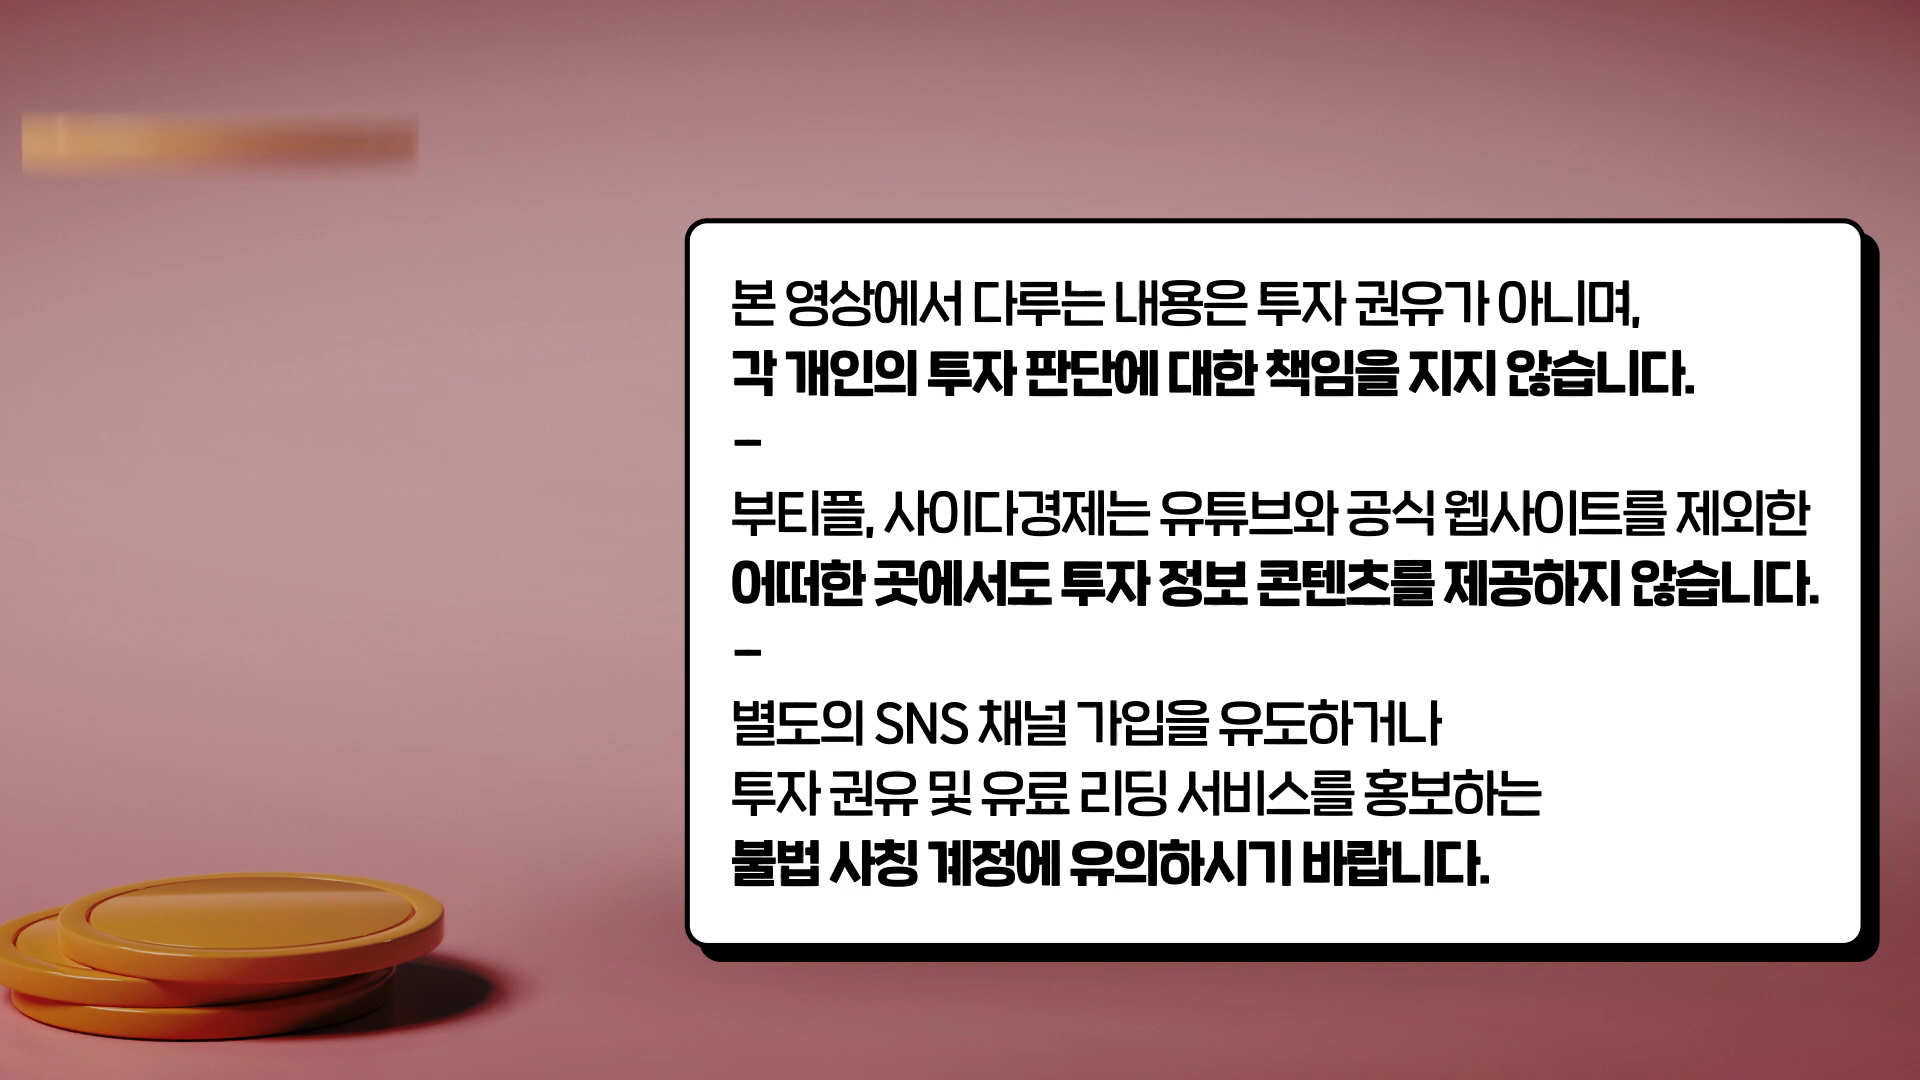 본 영상에서 다루는 내용은 투자 권유가 아니며,
각 개인의 투자 판단에 대한 책임을 지지 않습니다.
–
부티플, 사이다경제는 유튜브와 공식 웹사이트를 제외한
어떠한 곳에서도 투자 정보 콘텐츠를 제공하지 않습니다.
–
별도의 SNS 채널 가입을 유도하거나
투자 권유 및 유료 리딩 서비스를 홍보하는
불법 사칭 계정에 유의하시기 바랍니다.